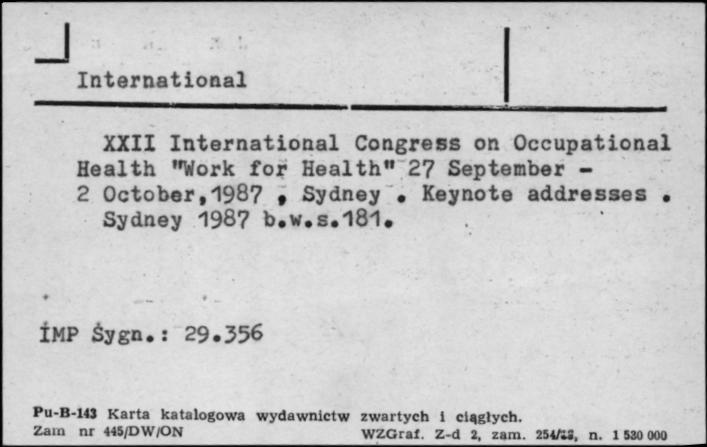 International
XXII International Congress on Occupational
Health "Work for Health" 27 September -
2 October,1987 , Sydney . Keynote addresses .
Sydney 1987 b.w.s.181.
IMP Sygn.: 29.356
Pu-B-143 Karta katalogowa wydawnictw zwartych i ciągłych.
Zam nr 445/DW/ON
WZGraf. Z-d 2, zam. n. 1 530 000